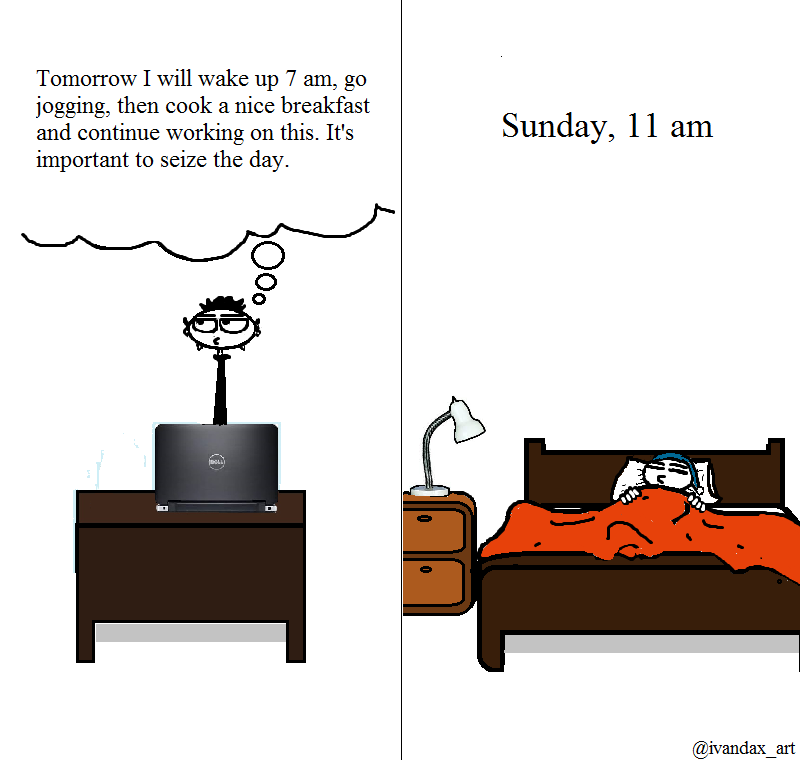 Tomorrow I will wake up 7 am, go
jogging, then cook a nice breakfast
and continue working on this. It's
important to seize the day.
Sunday, 11 am
DELL
@ivandax_art